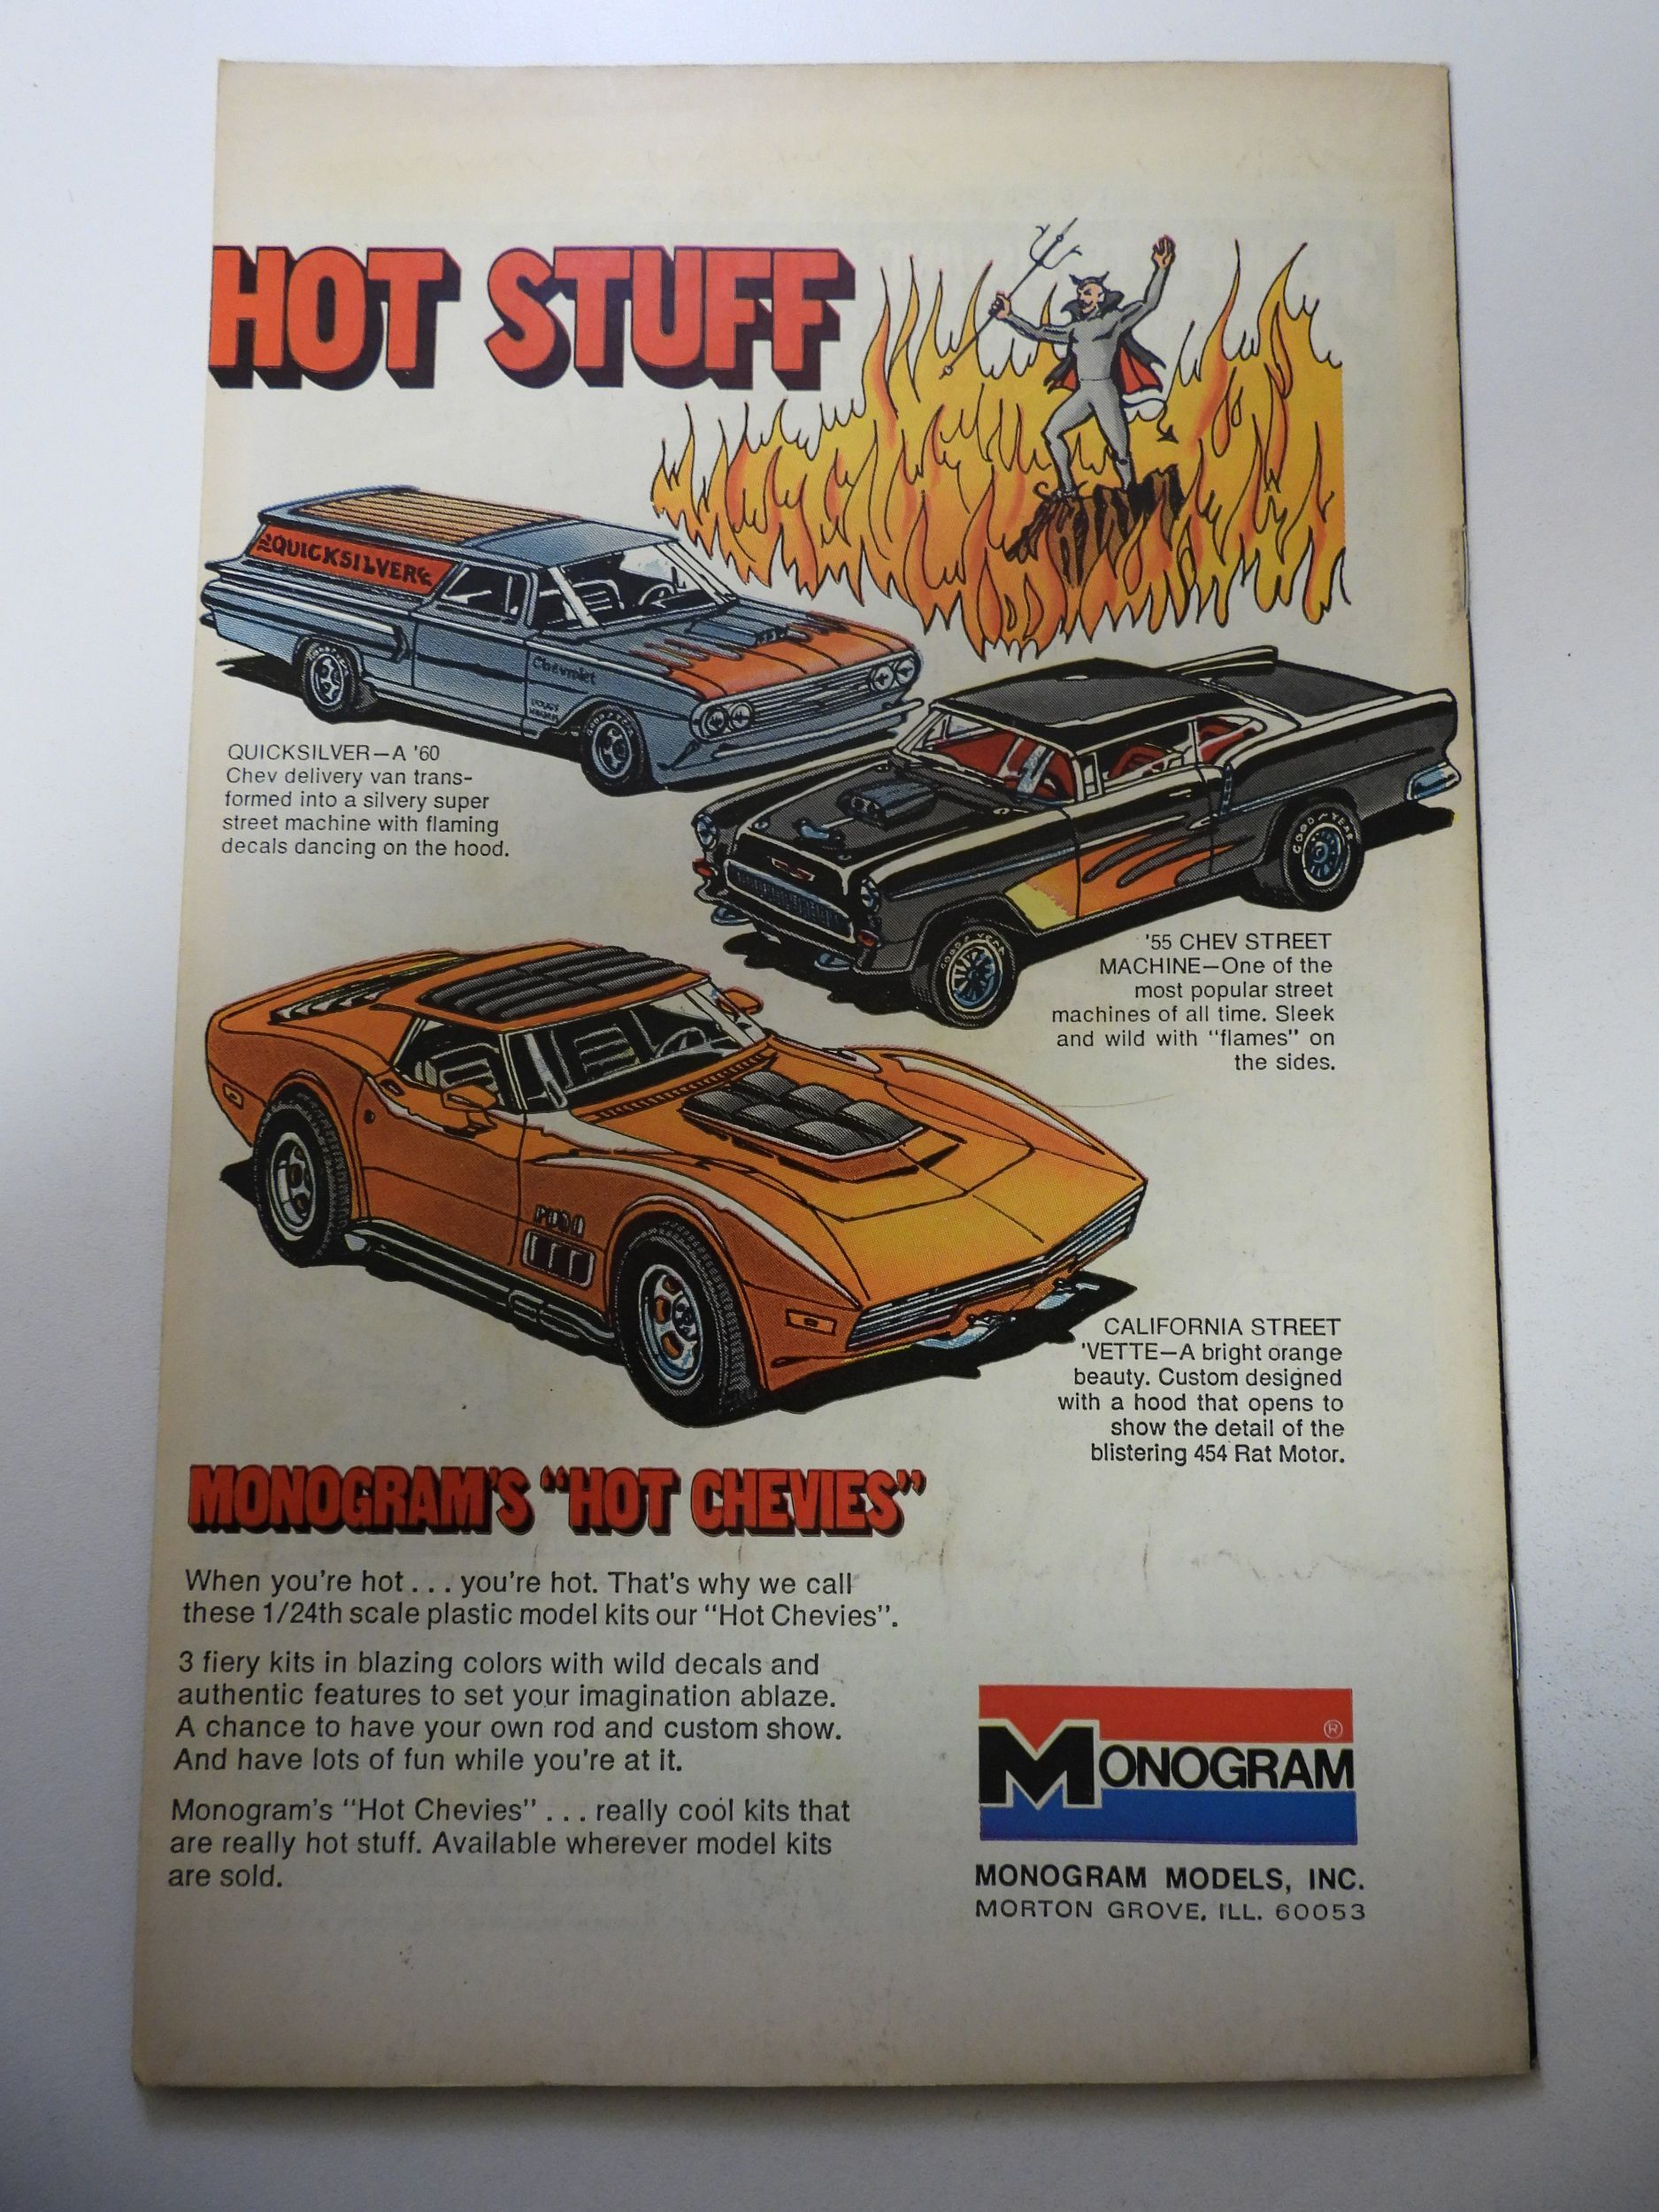 HOT STUFF
QUICKSILVER
Chevrolet
QUICKSILVER—A '60
Chev delivery van trans-
formed into a silvery super
street machine with flaming
decals dancing on the hood.
GOOD YEAR
GOOD YEAR
'55 CHEV STREET
MACHINE—One of the
most popular street
machines of all time. Sleek
and wild with "flames" on
the sides.
CALIFORNIA STREET
'VETTE—A bright orange
beauty. Custom designed
with a hood that opens to
show the detail of the
blistering 454 Rat Motor.
MONOGRAM'S "HOT CHEVIES"
When you're hot . . . you're hot. That's why we call
these 1/24th scale plastic model kits our "Hot Chevies".
3 fiery kits in blazing colors with wild decals and
authentic features to set your imagination ablaze.
A chance to have your own rod and custom show.
And have lots of fun while you're at it.
Monogram's "Hot Chevies" . . . really cool kits that
are really hot stuff. Available wherever model kits
are sold.
MONOGRAM ®
MONOGRAM MODELS, INC.
MORTON GROVE, ILL. 60053